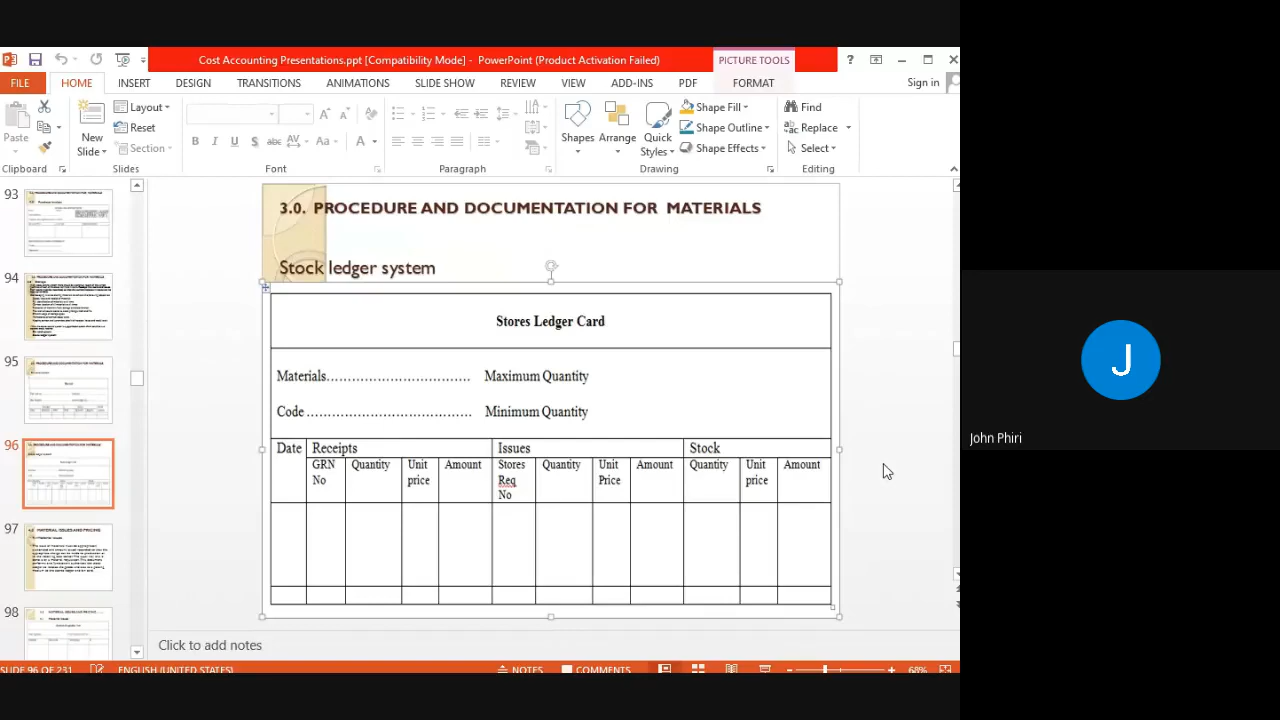 Cost Accounting Presentations.ppt [Compatibility Mode] - PowerPoint (Product Activation Failed)
PICTURE TOOLS
FILE HOME INSERT DESIGN TRANSITIONS ANIMATIONS SLIDE SHOW REVIEW VIEW ADD-INS PDF FORMAT Sign in
Paste
New Slide
Layout
Reset
Section
B I U S abc AV Aa A
Shapes
Arrange
Quick Styles
Shape Fill
Shape Outline
Shape Effects
Find
Replace
Select
Clipboard Slides Font Paragraph Drawing Editing
93
94
95
96
97
98
3.0. PROCEDURE AND DOCUMENTATION FOR MATERIALS
Stock ledger system
Stores Ledger Card
Materials................................. Maximum Quantity
Code ....................................... Minimum Quantity
Date Receipts Issues Stock
GRN No Quantity Unit price Amount Stores Req No Quantity Unit Price Amount Quantity Unit price Amount
Click to add notes
SLIDE 96 OF 231 ENGLISH (UNITED STATES) NOTES COMMENTS 68%
J
John Phiri